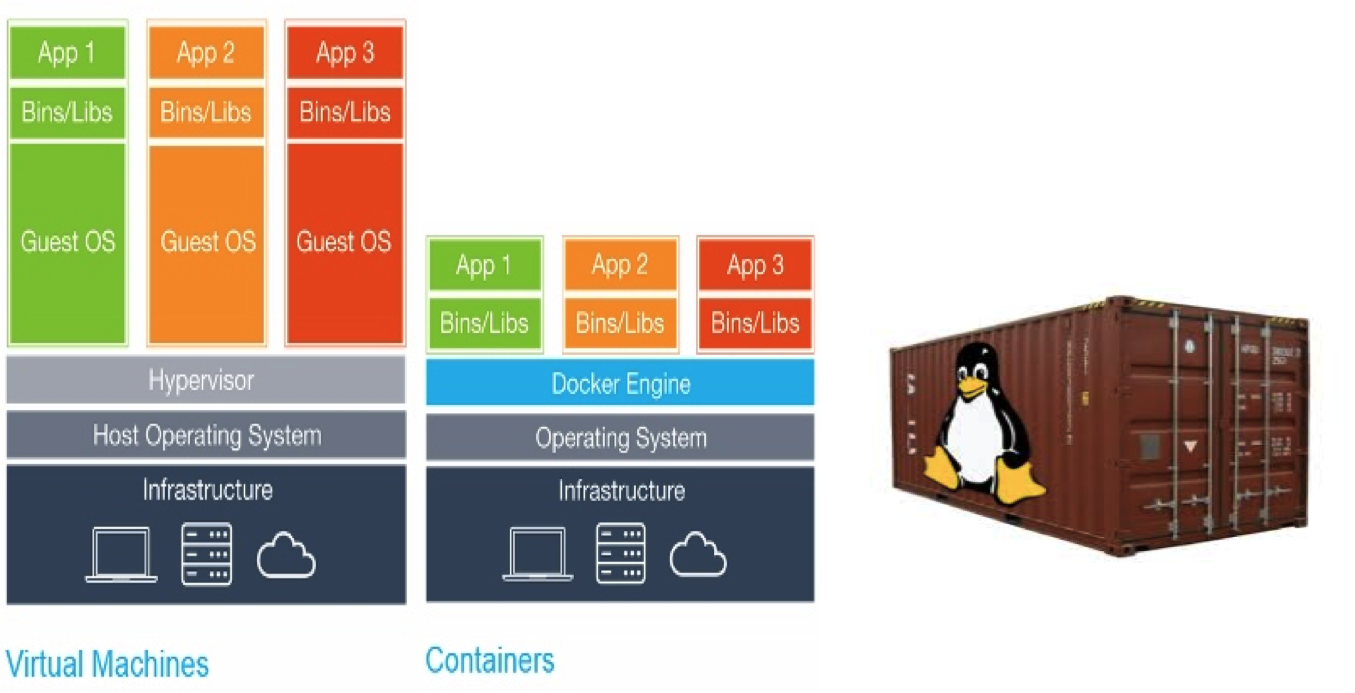 App 1
App 2
App 3
Bins/Libs
Bins/Libs
Bins/Libs
Guest OS
Guest OS
Guest OS
Hypervisor
Host Operating System
Infrastructure
Virtual Machines
App 1
App 2
App 3
Bins/Libs
Bins/Libs
Bins/Libs
Docker Engine
Operating System
Infrastructure
Containers